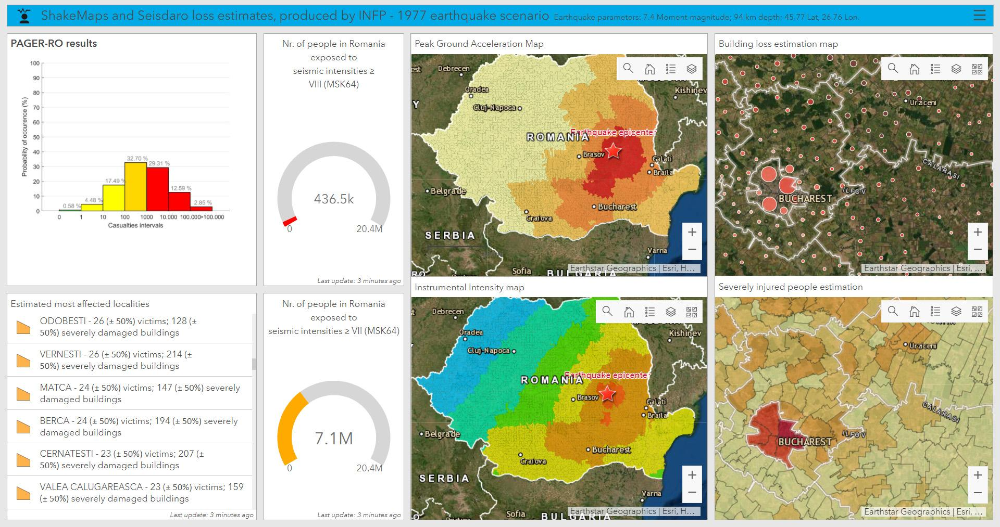 ShakeMaps and Seisdaro loss estimates, produced by INFP - 1977 earthquake scenario Earthquake parameters: 7.4 Moment-magnitude; 94 km depth; 45.77 Lat, 26.76 Lon.
PAGER-RO results
100
90
80
70
60
50
40
30
20
10
0
Probability of occurence (%)
0.58 %
4.48 %
17.49 %
32.70 %
29.31 %
12.59 %
2.85 %
0 1 10 100 1000 10.000 100.000 >100.000
Casualties intervals
Nr. of people in Romania
exposed to
seismic intensities ≥
VIII (MSK64)
436.5k
0 20.4M
Last update: 3 minutes ago
Peak Ground Acceleration Map
Debrecen
Oradea
Cluj-Napoca
Kishinev
Y
Earthquake epicenter
ROMANIA
Brasov
Galati
Braila
Belgrade
Bucharest
Craiova
SERBIA
Varna
Sofia
BULGARIA
Earthstar Geographics | Esri, H...
Building loss estimation map
Urziceni
CALARASI
ILFOV
BUCHAREST
Earthstar Geographics | Esri, ...
Estimated most affected localities
ODOBESTI - 26 (± 50%) victims; 128 (±
50%) severely damaged buildings
VERNESTI - 26 (± 50%) victims; 214 (±
50%) severely damaged buildings
MATCA - 24 (± 50%) victims; 147 (± 50%) severely
damaged buildings
BERCA - 24 (± 50%) victims; 194 (± 50%) severely
damaged buildings
CERNATESTI - 23 (± 50%) victims; 207 (±
50%) severely damaged buildings
VALEA CALUGAREASCA - 23 (± 50%) victims; 159
(± 50%) severely damaged buildings
Last update: 3 minutes ago
Nr. of people in Romania
exposed to
seismic intensities ≥ VII (MSK64)
7.1M
0 20.4M
Last update: 3 minutes ago
Instrumental Intensity map
Debrecen
Oradea
Cluj-Napoca
Kishinev
Earthquake epicenter
ROMANIA
Brasov
Galati
Braila
Belgrade
Bucharest
Craiova
SERBIA
Varna
Sofia
BULGARIA
Earthstar Geographics | Esri, H...
Severely injured people estimation
Urziceni
CALARASI
ILFOV
BUCHAREST
Earthstar Geographics | Esri, ...